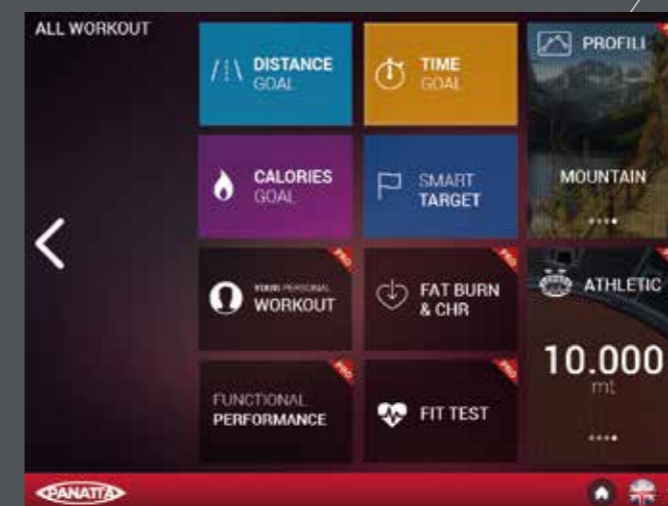 ALL WORKOUT
DISTANCE
GOAL
TIME
GOAL
PROFILI
CALORIES
GOAL
SMART
TARGET
MOUNTAIN
PRO
YOUR PERSONAL
WORKOUT
PRO
FAT BURN
& CHR
ATHLETIC
10.000
mt
PRO
FUNCTIONAL
PERFORMANCE
PRO
FIT TEST
PANATTA